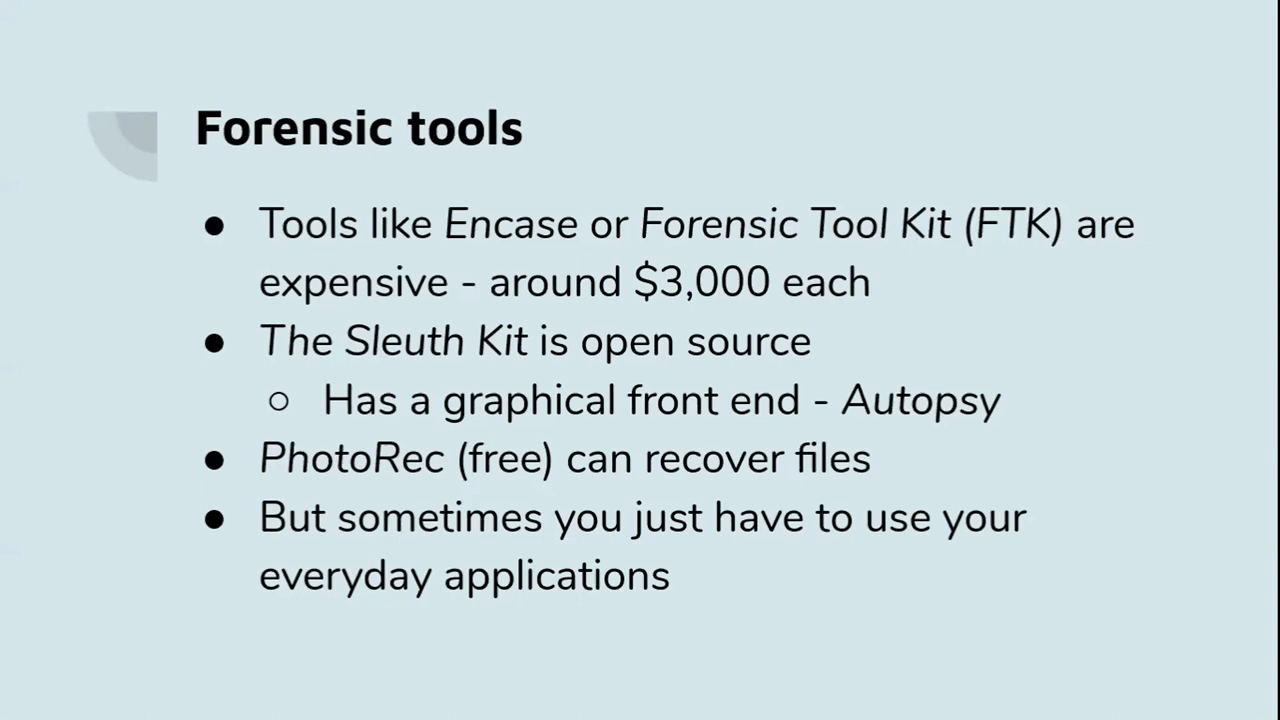 Forensic tools
● Tools like Encase or Forensic Tool Kit (FTK) are
expensive - around $3,000 each
● The Sleuth Kit is open source
○ Has a graphical front end - Autopsy
● PhotoRec (free) can recover files
● But sometimes you just have to use your
everyday applications